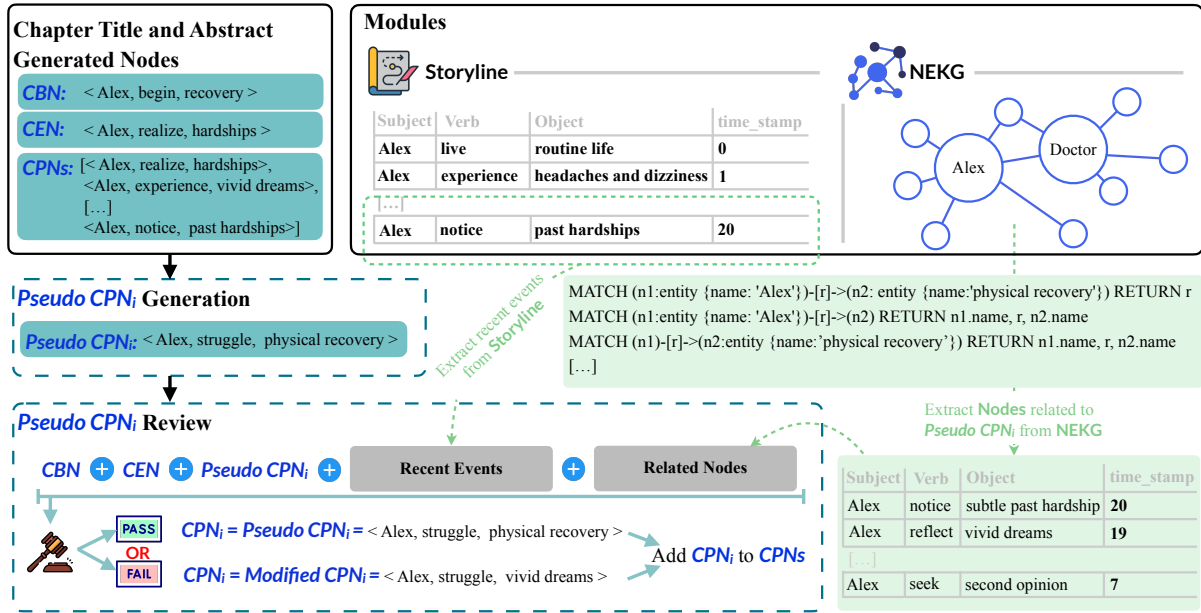 Chapter Title and Abstract
Generated Nodes
CBN: < Alex, begin, recovery >
CEN: < Alex, realize, hardships >
CPNs: [< Alex, realize, hardships>,
<Alex, experience, vivid dreams>,
[…]
<Alex, notice, past hardships>]
Modules
Storyline
Subject Verb Object time_stamp
Alex live routine life 0
Alex experience headaches and dizziness 1
[…]
Alex notice past hardships 20
NEKG
Alex
Doctor
Pseudo CPNi Generation
Pseudo CPNi: < Alex, struggle, physical recovery >
Extract recent events
from Storyline
MATCH (n1:entity {name: 'Alex'})-[r]->(n2: entity {name:'physical recovery'}) RETURN r
MATCH (n1:entity {name: 'Alex'})-[r]->(n2) RETURN n1.name, r, n2.name
MATCH (n1)-[r]->(n2:entity {name:’physical recovery’}) RETURN n1.name, r, n2.name
[…]
Extract Nodes related to
Pseudo CPNi from NEKG
Pseudo CPNi Review
CBN + CEN + Pseudo CPNi + Recent Events + Related Nodes
PASS
OR
FAIL
CPNi = Pseudo CPNi = < Alex, struggle, physical recovery >
CPNi = Modified CPNi = < Alex, struggle, vivid dreams >
Add CPNi to CPNs
Subject Verb Object time_stamp
Alex notice subtle past hardship 20
Alex reflect vivid dreams 19
[…]
Alex seek second opinion 7